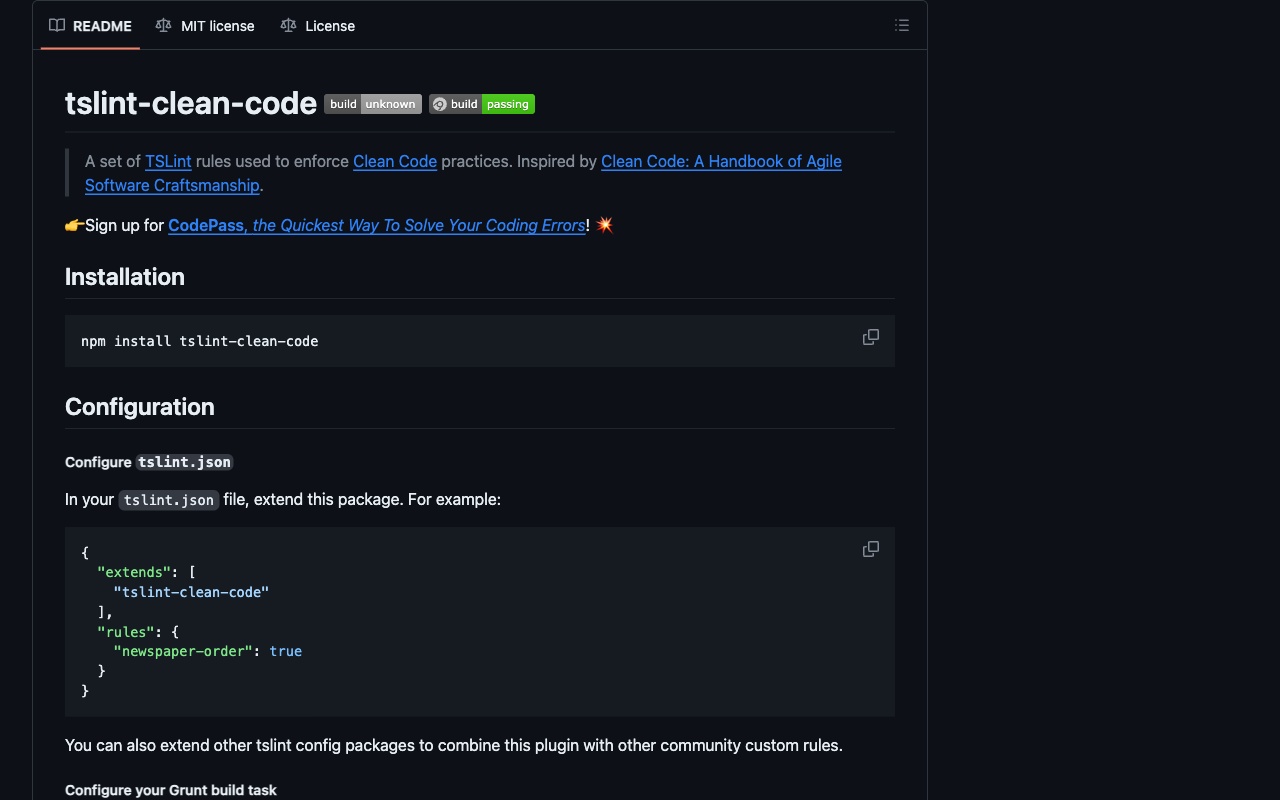 README MIT license License
tslint-clean-code build unknown build passing
A set of TSLint rules used to enforce Clean Code practices. Inspired by Clean Code: A Handbook of Agile
Software Craftsmanship.
👉Sign up for CodePass, the Quickest Way To Solve Your Coding Errors! 💥
Installation
npm install tslint-clean-code
Configuration
Configure tslint.json
In your tslint.json file, extend this package. For example:
{
  "extends": [
    "tslint-clean-code"
  ],
  "rules": {
    "newspaper-order": true
  }
}
You can also extend other tslint config packages to combine this plugin with other community custom rules.
Configure your Grunt build task